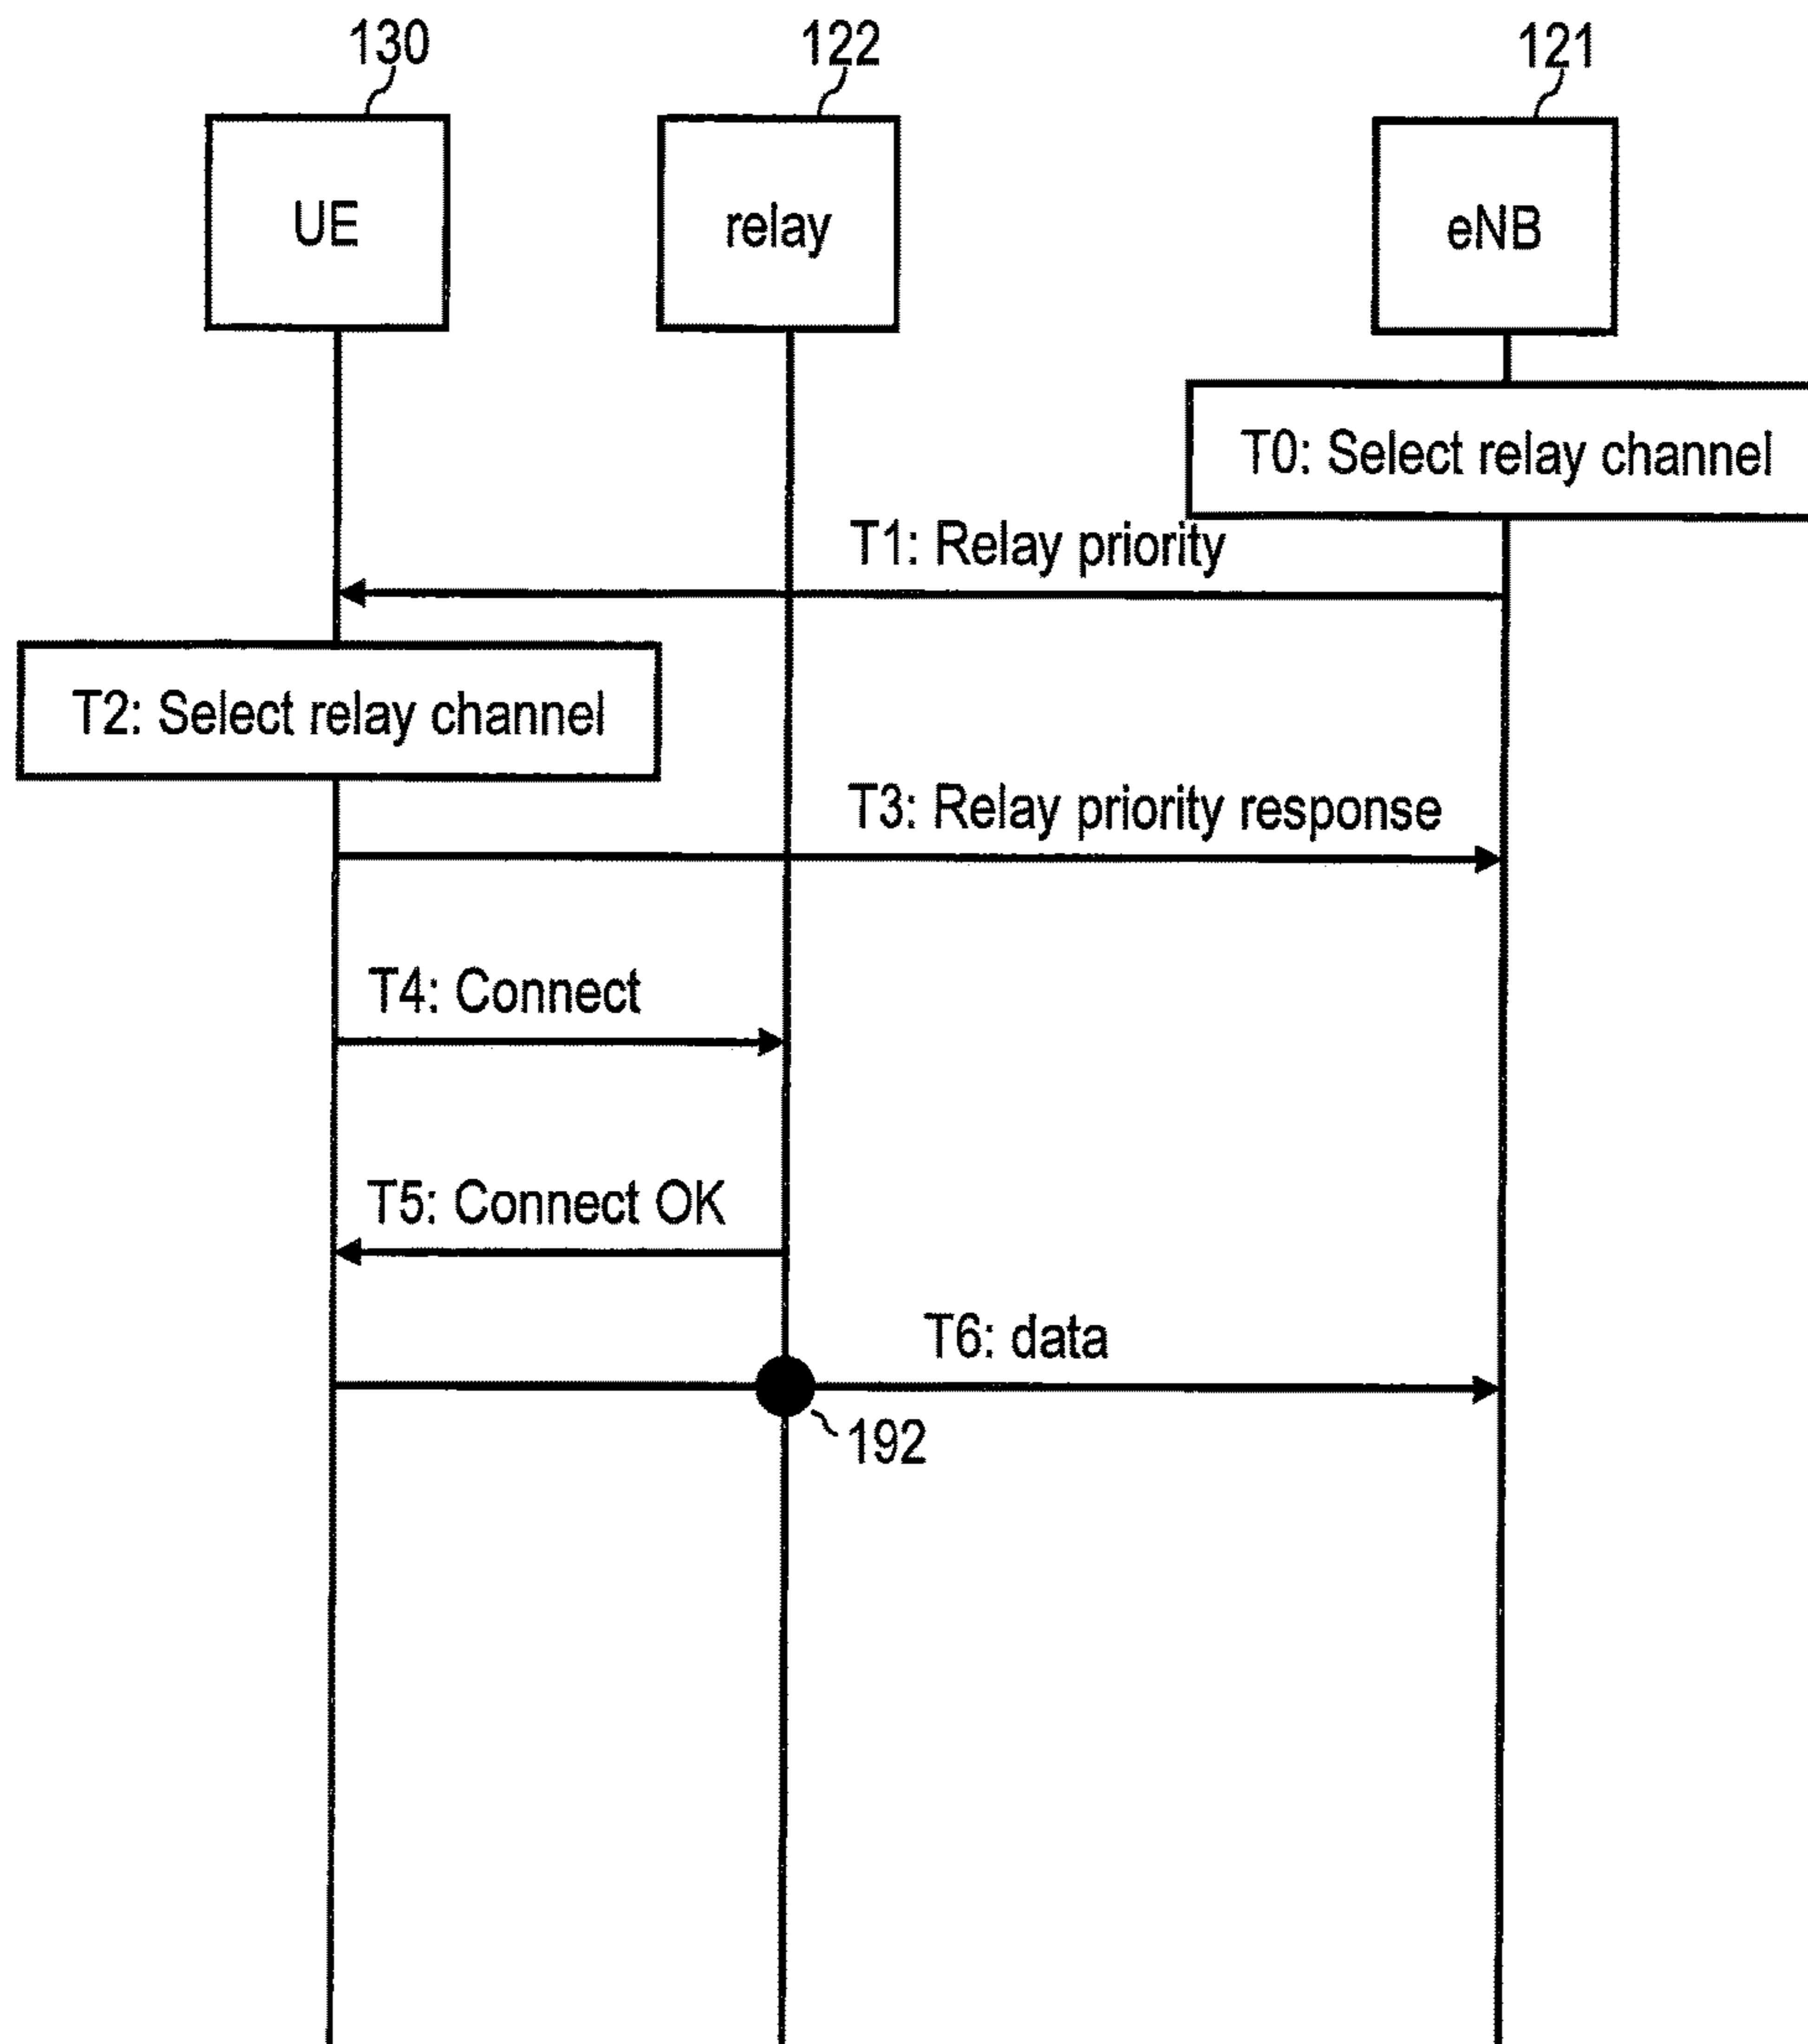 130
122
121
UE
relay
eNB
T0: Select relay channel
T1: Relay priority
T2: Select relay channel
T3: Relay priority response
T4: Connect
T5: Connect OK
T6: data
192